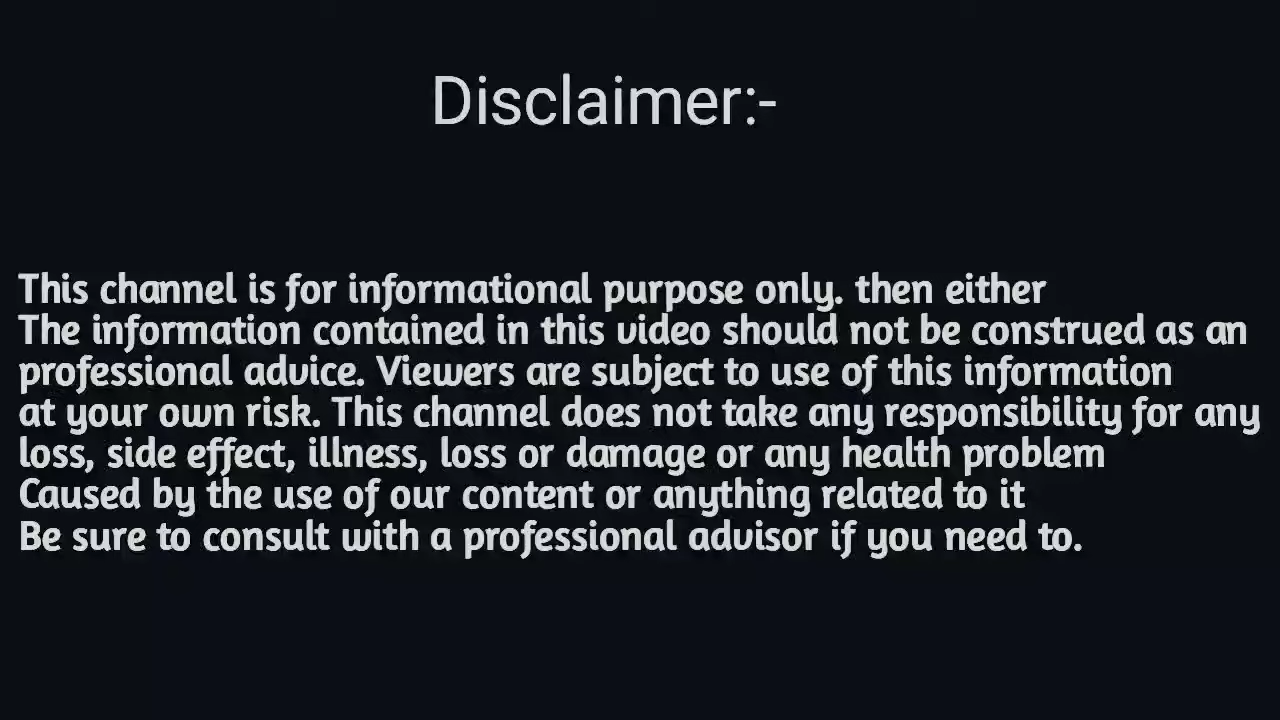 Disclaimer:-
This channel is for informational purpose only. then either
The information contained in this video should not be construed as an
professional advice. Viewers are subject to use of this information
at your own risk. This channel does not take any responsibility for any
loss, side effect, illness, loss or damage or any health problem
Caused by the use of our content or anything related to it
Be sure to consult with a professional advisor if you need to.